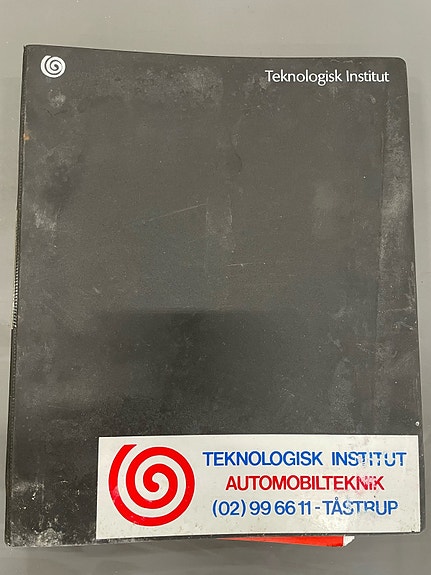 Teknologisk Institut
TEKNOLOGISK INSTITUT
AUTOMOBILTEKNIK
(02) 99 66 11 - TÅSTRUP